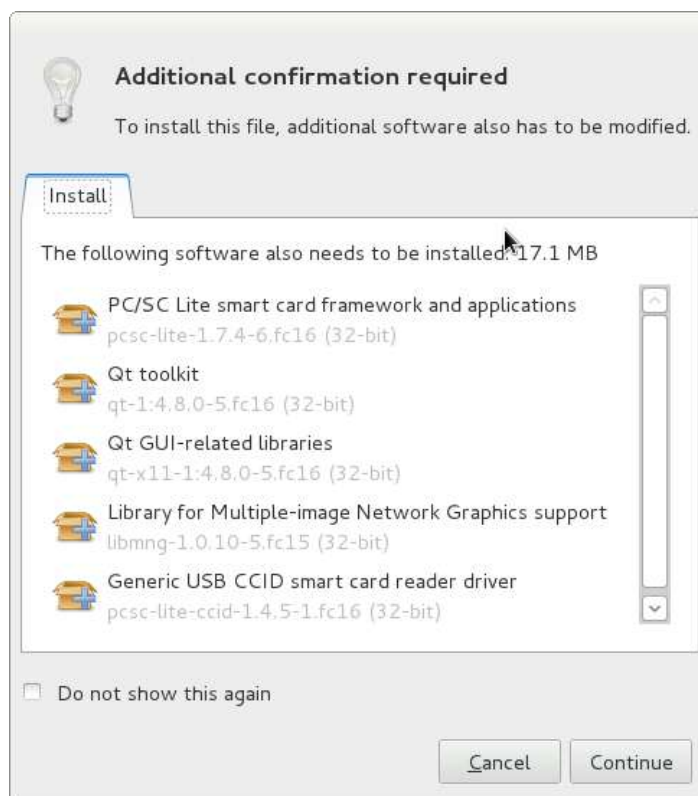 Additional confirmation required
To install this file, additional software also has to be modified.
Install
The following software also needs to be installed: 17.1 MB
PC/SC Lite smart card framework and applications
pcsc-lite-1.7.4-6.fc16 (32-bit)
Qt toolkit
qt-1:4.8.0-5.fc16 (32-bit)
Qt GUI-related libraries
qt-x11-1:4.8.0-5.fc16 (32-bit)
Library for Multiple-image Network Graphics support
libmng-1.0.10-5.fc15 (32-bit)
Generic USB CCID smart card reader driver
pcsc-lite-ccid-1.4.5-1.fc16 (32-bit)
Do not show this again
Cancel
Continue